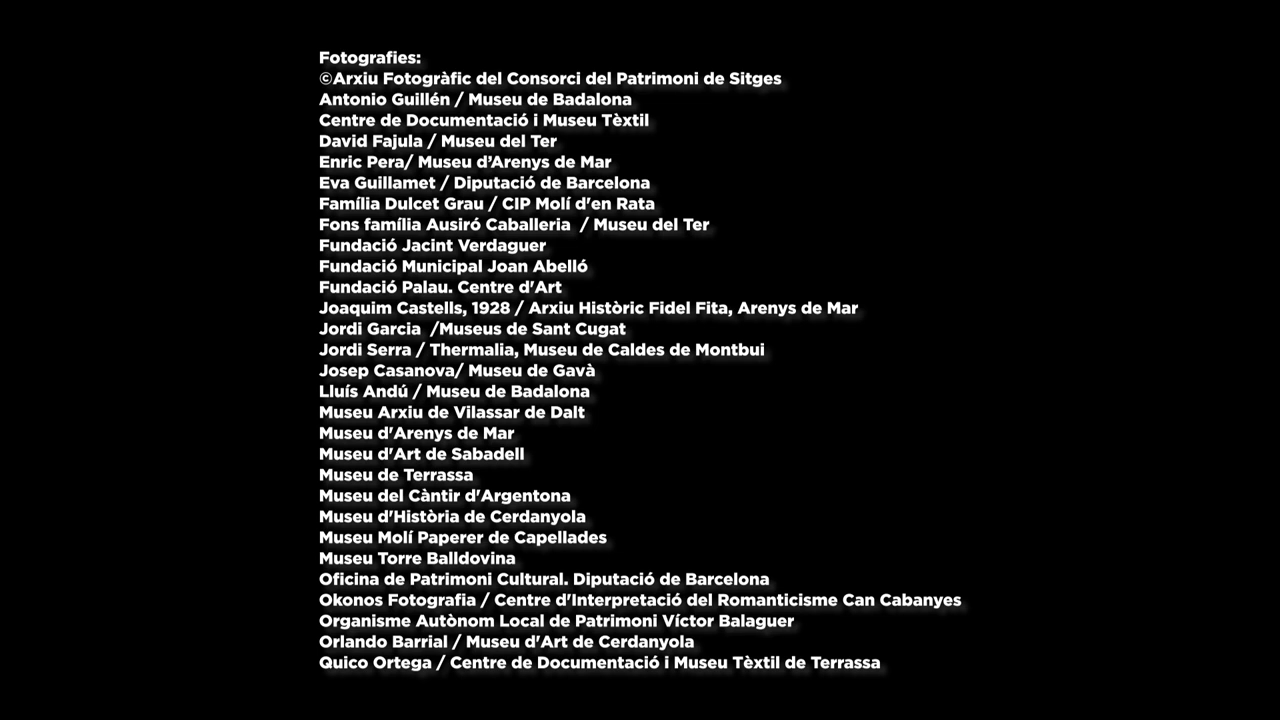 Fotografies:
©Arxiu Fotogràfic del Consorci del Patrimoni de Sitges
Antonio Guillén / Museu de Badalona
Centre de Documentació i Museu Tèxtil
David Fajula / Museu del Ter
Enric Pera/ Museu d’Arenys de Mar
Eva Guillamet / Diputació de Barcelona
Família Dulcet Grau / CIP Molí d'en Rata
Fons família Ausiró Caballeria  / Museu del Ter
Fundació Jacint Verdaguer
Fundació Municipal Joan Abelló
Fundació Palau. Centre d'Art
Joaquim Castells, 1928 / Arxiu Històric Fidel Fita, Arenys de Mar
Jordi Garcia  /Museus de Sant Cugat
Jordi Serra / Thermalia, Museu de Caldes de Montbui
Josep Casanova/ Museu de Gavà
Lluís Andú / Museu de Badalona
Museu Arxiu de Vilassar de Dalt
Museu d'Arenys de Mar
Museu d'Art de Sabadell
Museu de Terrassa
Museu del Càntir d'Argentona
Museu d'Història de Cerdanyola
Museu Molí Paperer de Capellades
Museu Torre Balldovina
Oficina de Patrimoni Cultural. Diputació de Barcelona
Okonos Fotografia / Centre d'Interpretació del Romanticisme Can Cabanyes
Organisme Autònom Local de Patrimoni Víctor Balaguer
Orlando Barrial / Museu d'Art de Cerdanyola
Quico Ortega / Centre de Documentació i Museu Tèxtil de Terrassa